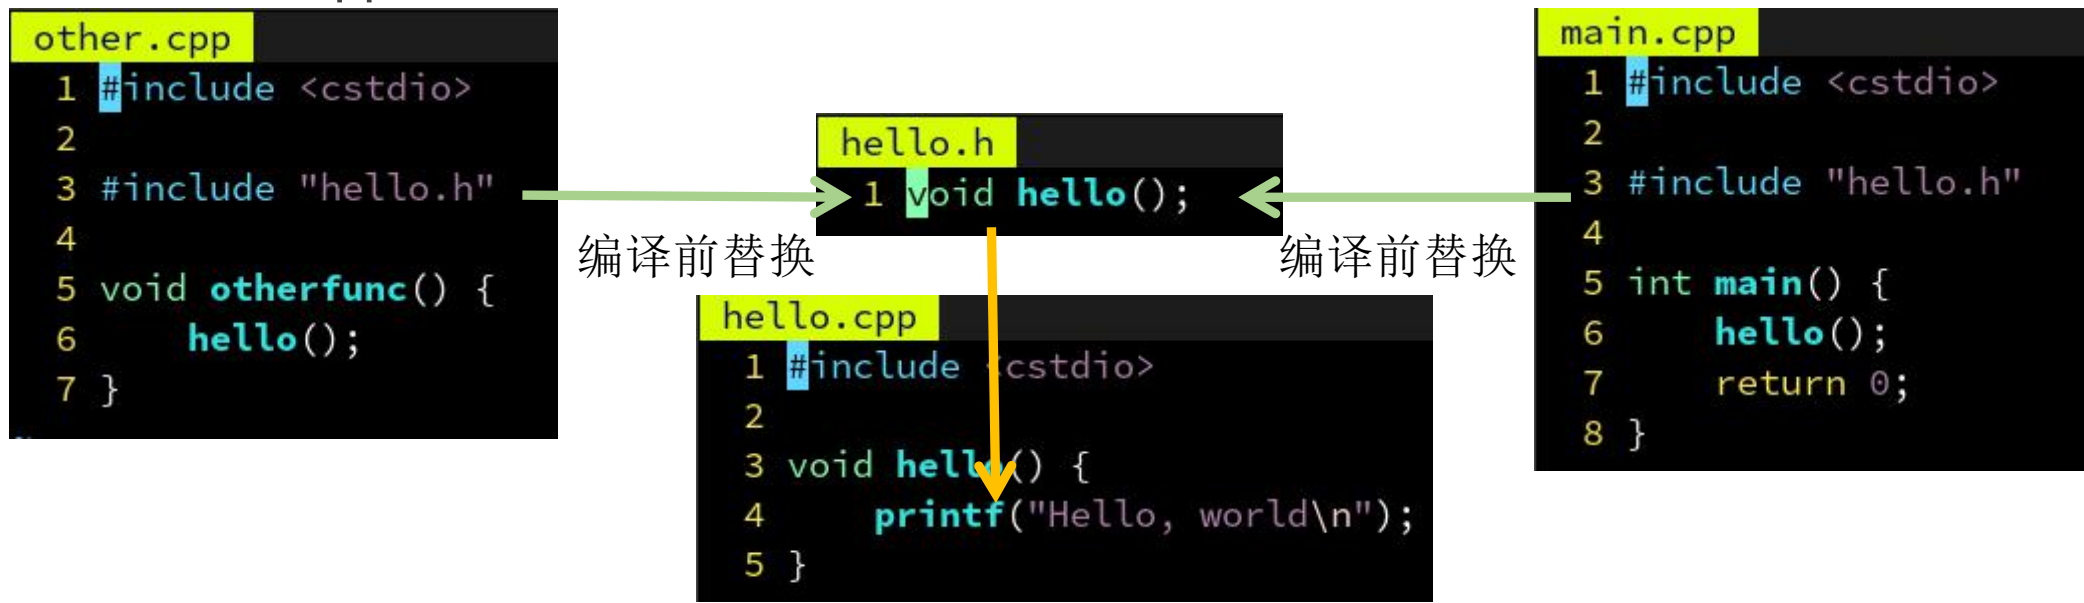 other.cpp
1 #include <cstdio>
2
3 #include "hello.h"
4
5 void otherfunc() {
6     hello();
7 }
编译前替换
hello.h
1 void hello();
编译前替换
hello.cpp
1 #include <cstdio>
2
3 void hello() {
4     printf("Hello, world\n");
5 }
main.cpp
1 #include <cstdio>
2
3 #include "hello.h"
4
5 int main() {
6     hello();
7     return 0;
8 }